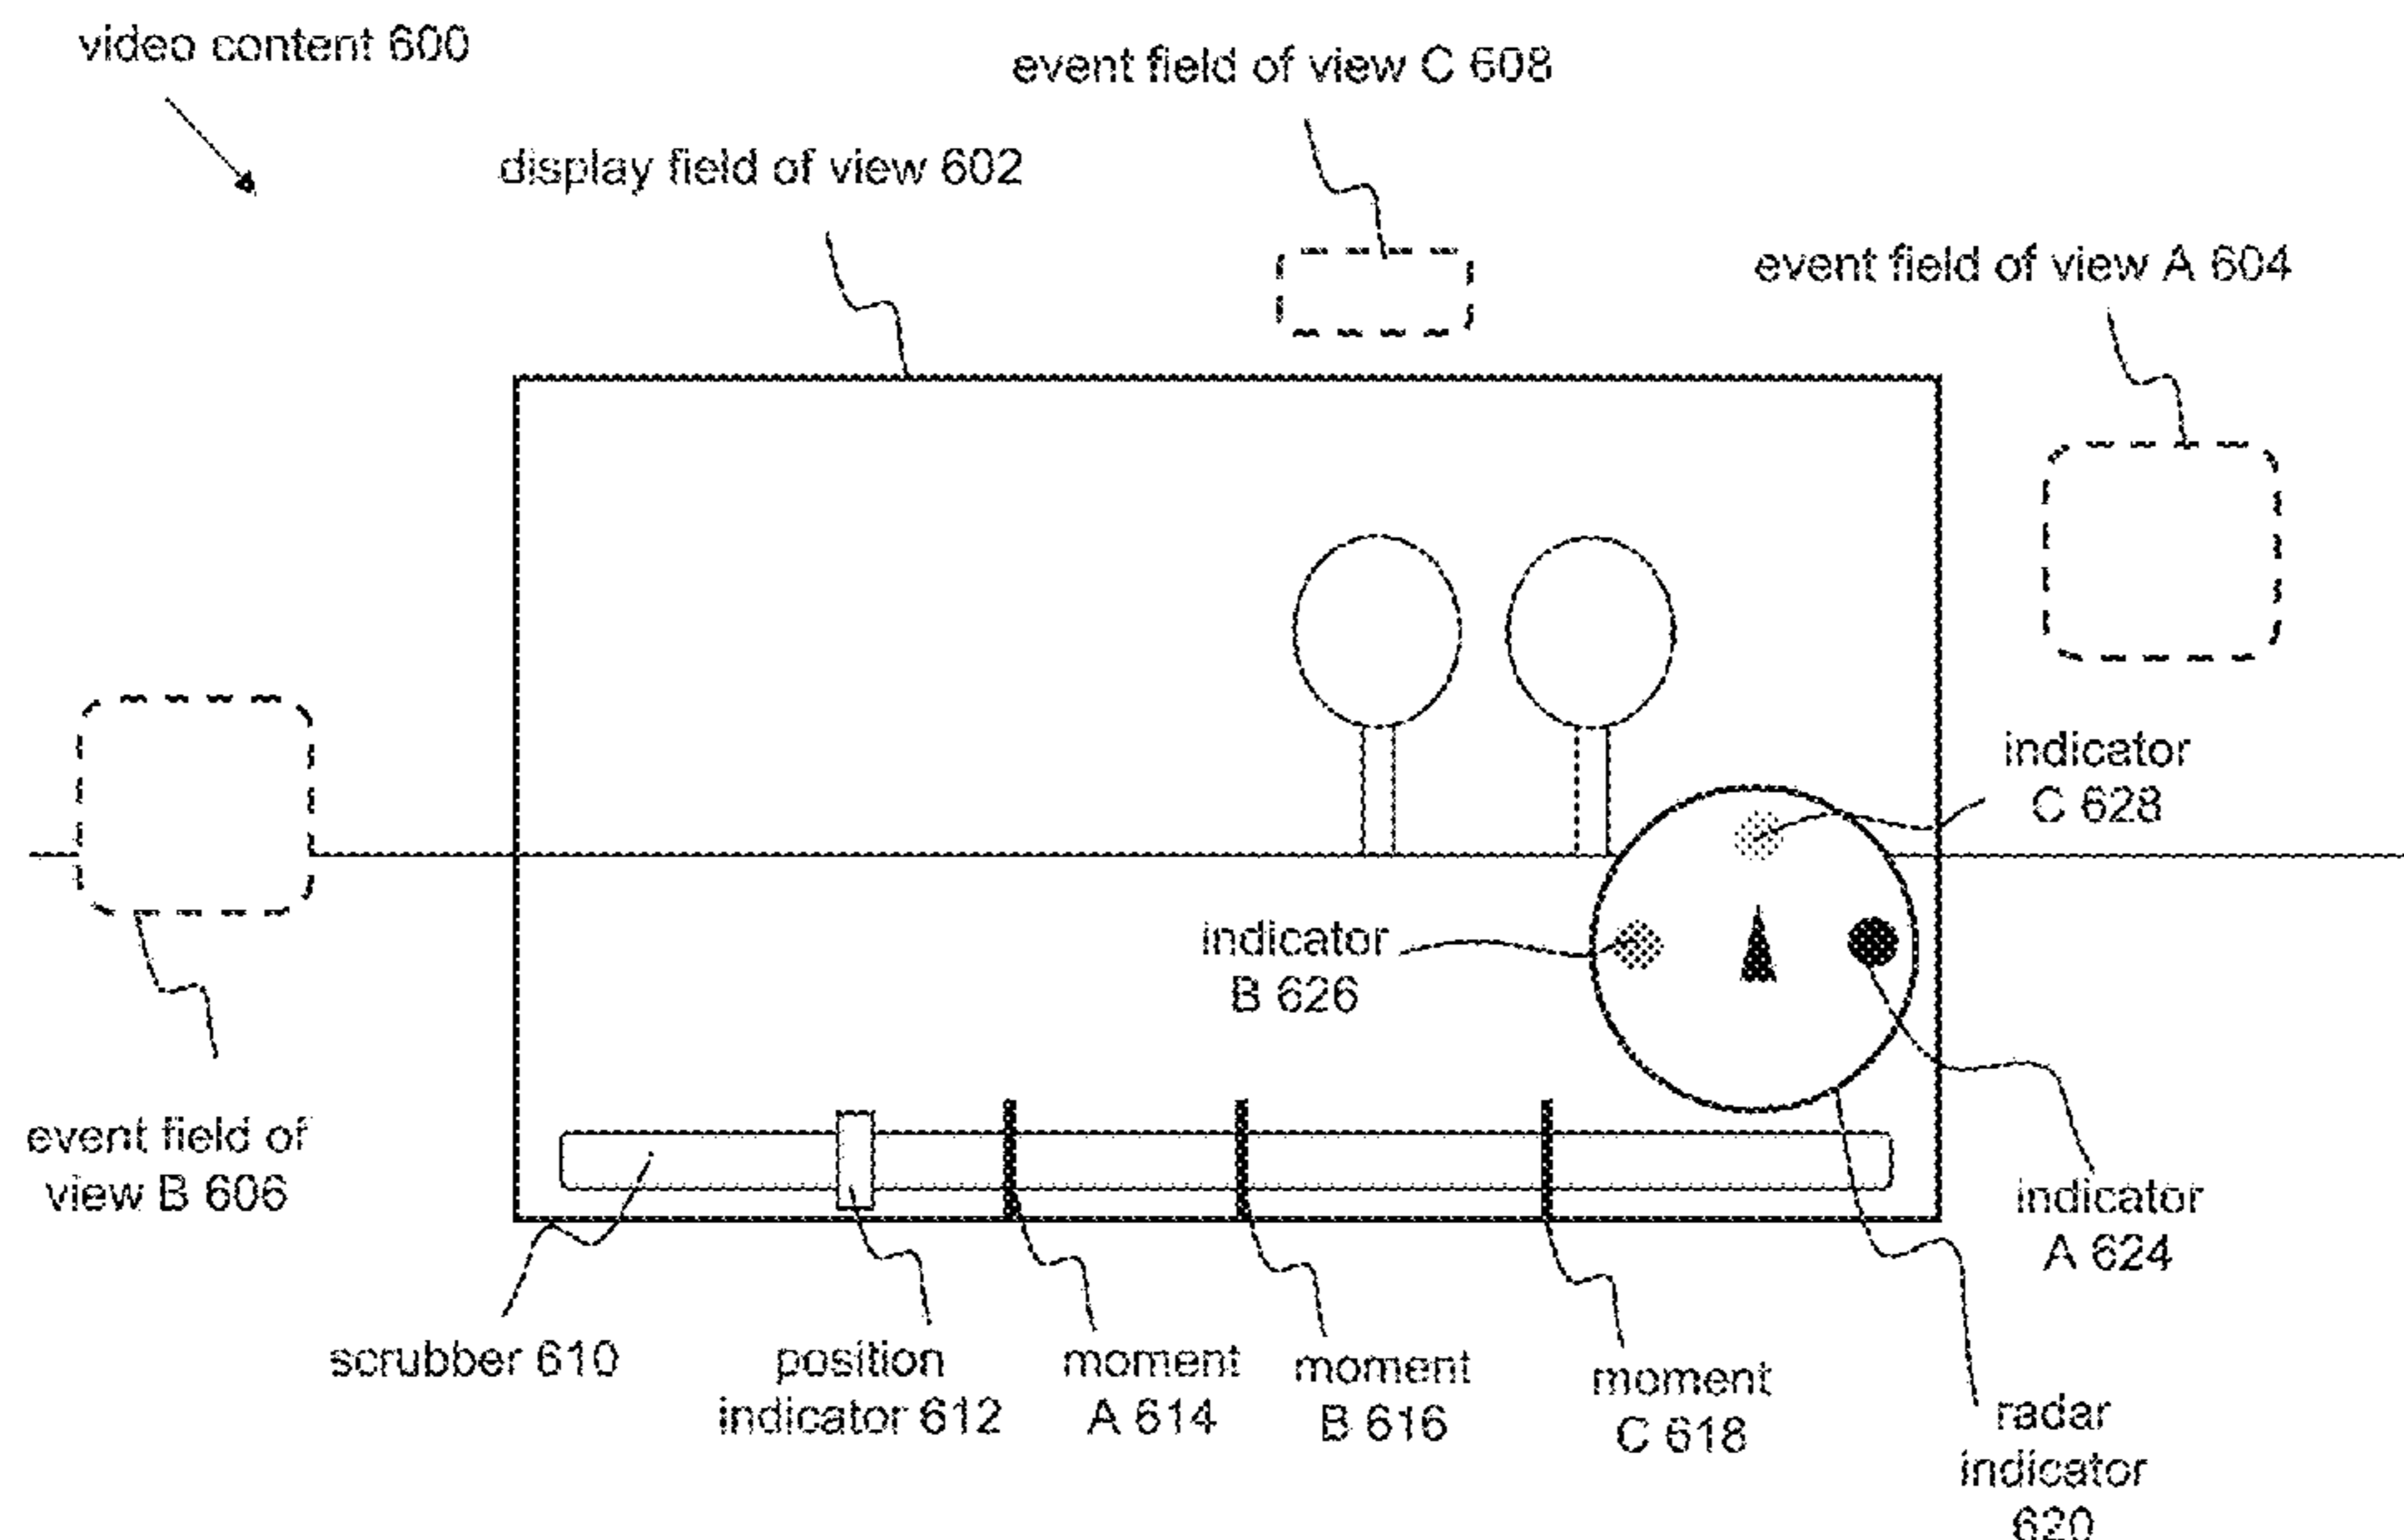 video content 600
event field of view C 608
display field of view 602
event field of view A 604
indicator
C 628
indicator
B 626
event field of
view B 606
indicator
A 624
scrubber 610
position
indicator 612
moment
A 614
moment
B 616
moment
C 618
radar
indicator
620